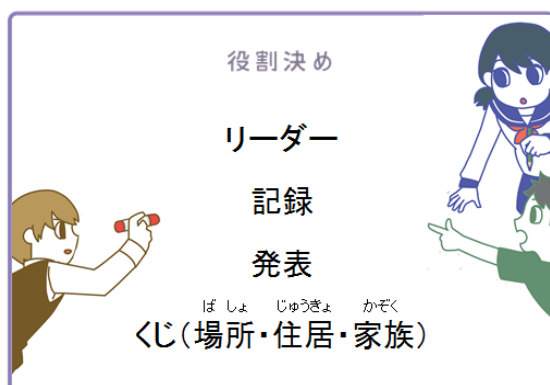 役割決め
リーダー
記録
発表
ばしょ じゅうきょ かぞく
くじ(場所・住居・家族)